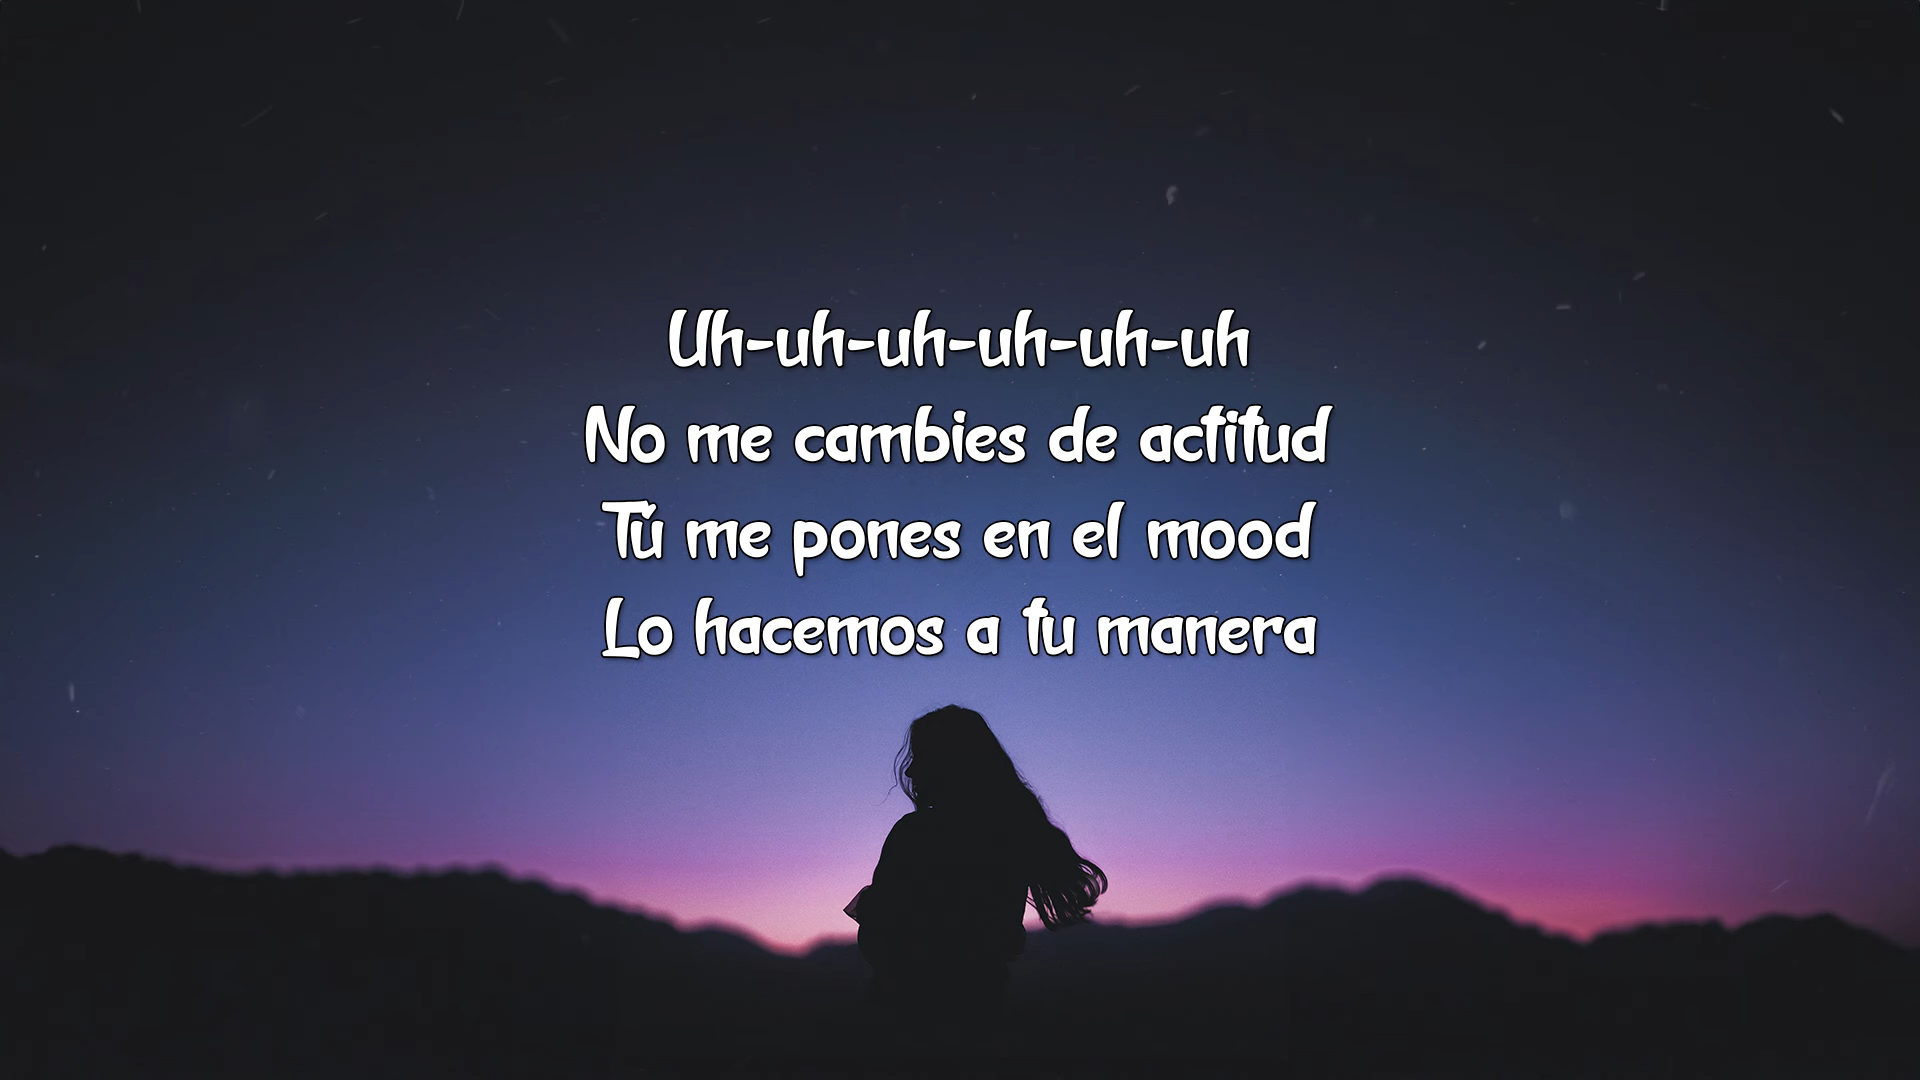 Uh-uh-uh-uh-uh-uh
No me cambies de actitud
Tú me pones en el mood
Lo hacemos a tu manera